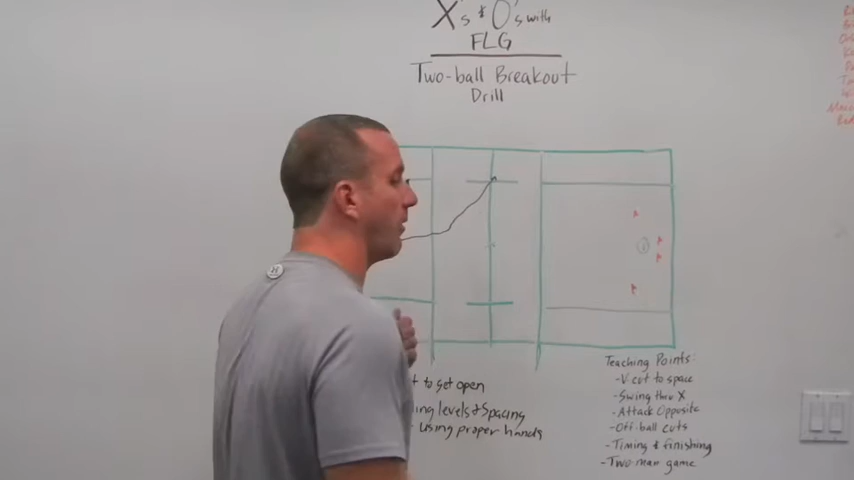 X's & O's with
FLG
Two-ball Breakout
Drill
t to get open
ing levels & Spacing
using proper hands
Teaching Points:
- V cut to space
- Swing thru X
- Attack Opposite
- Off-ball cuts
- Timing & finishing
- Two man game